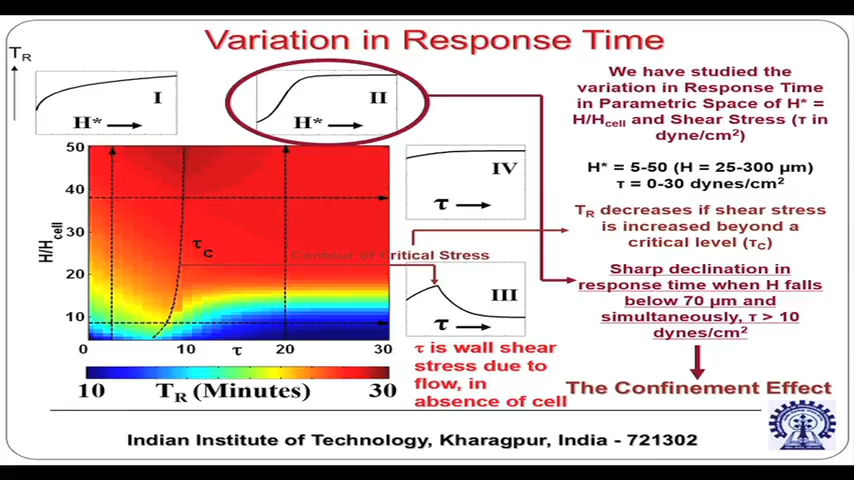 Variation in Response Time
T_R
I
H*
II
H*
We have studied the
variation in Response Time
in Parametric Space of H* =
H/H_cell and Shear Stress (τ in
dyne/cm²)
H* = 5-50 (H = 25-300 µm)
τ = 0-30 dynes/cm²
T_R decreases if shear stress
is increased beyond a
critical level (τ_C)
Sharp declination in
response time when H falls
below 70 µm and
simultaneously, τ > 10
dynes/cm²
The Confinement Effect
50
40
30
20
10
H/H_cell
τ_C
Contour of Critical Stress
0
10
τ
20
30
IV
τ
III
τ
τ is wall shear
stress due to
flow, in
absence of cell
10
T_R (Minutes)
30
Indian Institute of Technology, Kharagpur, India - 721302